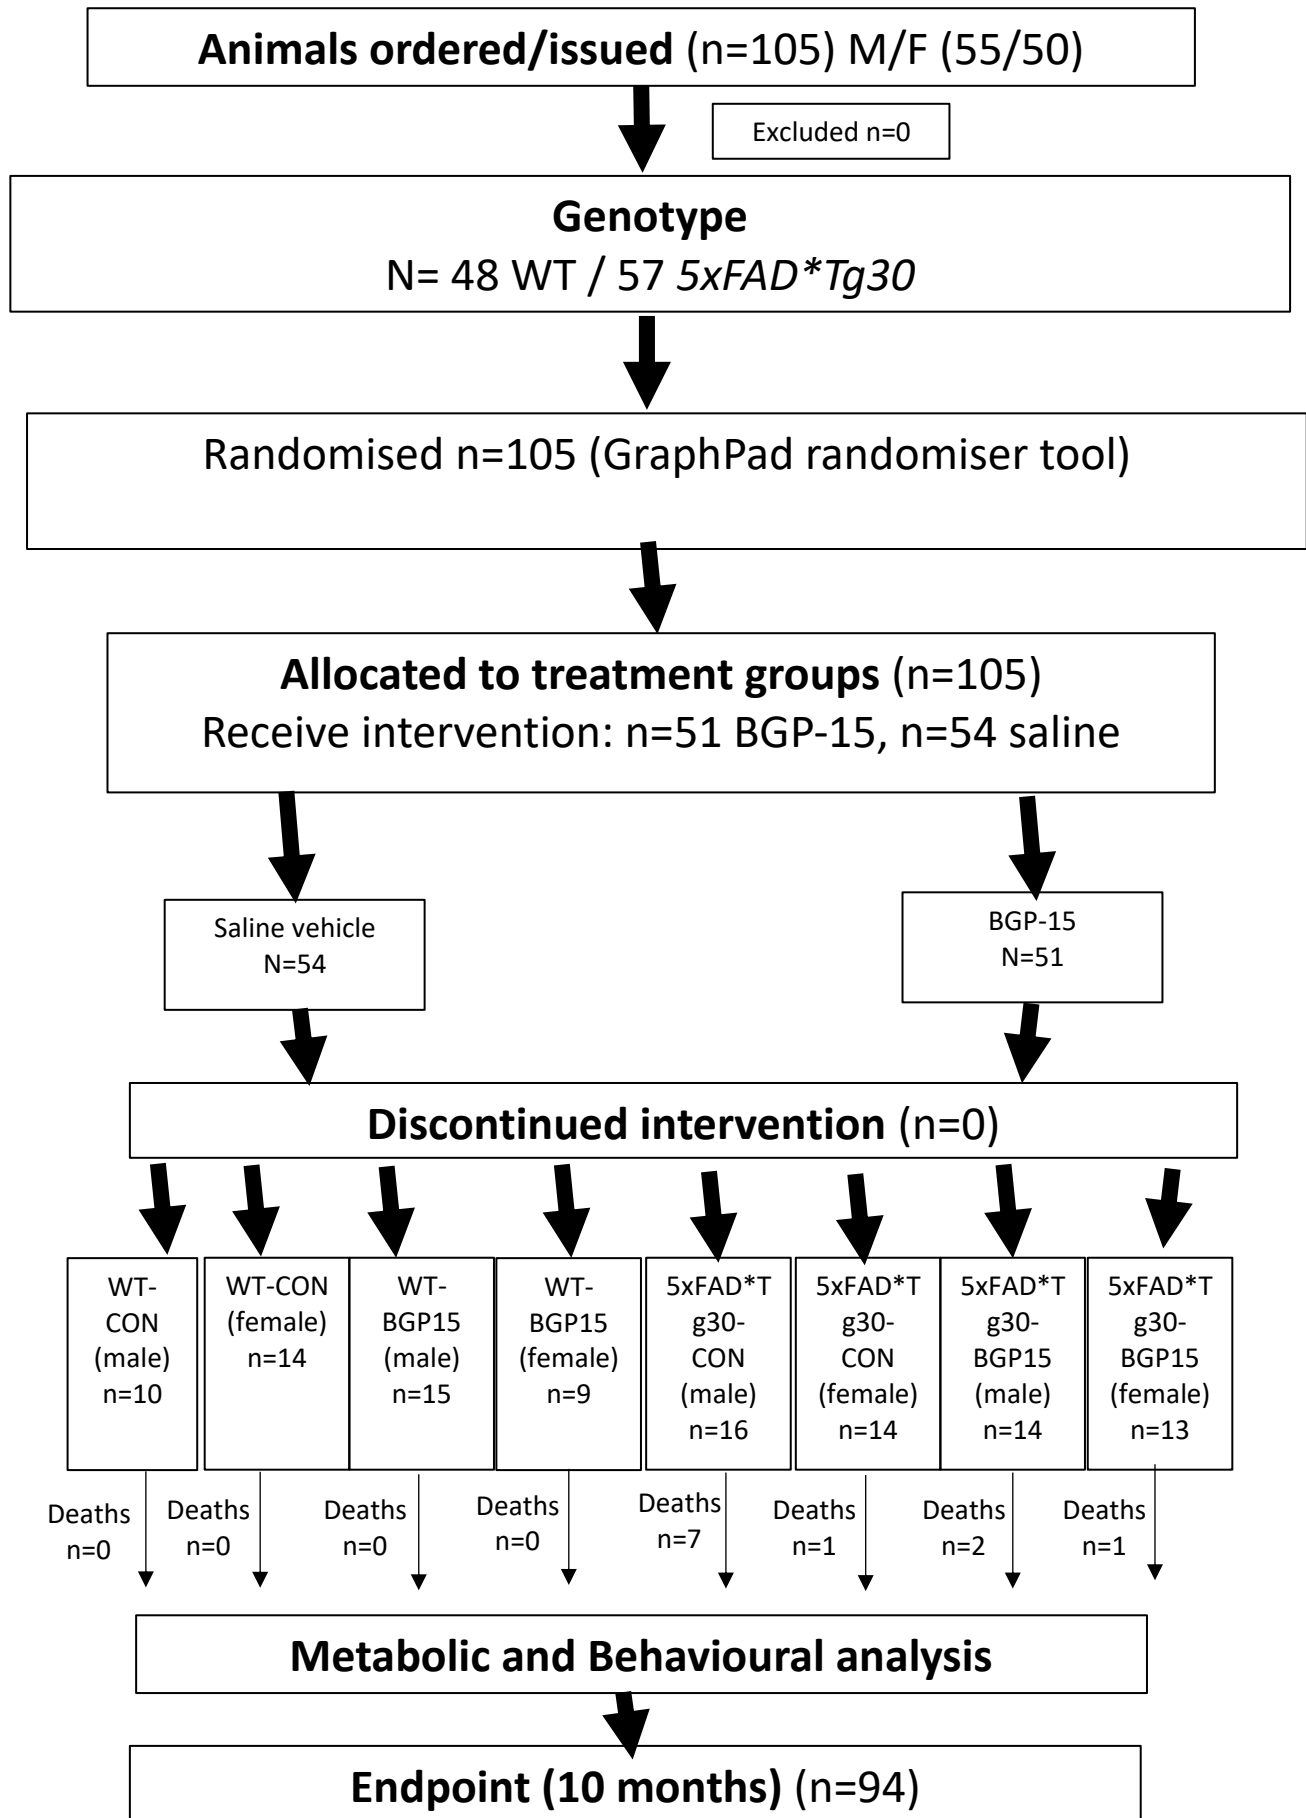 Animals ordered/issued (n=105) M/F (55/50)
Excluded n=0
Genotype
N= 48 WT / 57 5xFAD*Tg30
Randomised n=105 (GraphPad randomiser tool)
Allocated to treatment groups (n=105)
Receive intervention: n=51 BGP-15, n=54 saline
Saline vehicle
N=54
BGP-15
N=51
Discontinued intervention (n=0)
WT-
CON
(male)
n=10
WT-CON
(female)
n=14
WT-
BGP15
(male)
n=15
WT-
BGP15
(female)
n=9
5xFAD*T
g30-
CON
(male)
n=16
5xFAD*T
g30-
CON
(female)
n=14
5xFAD*T
g30-
BGP15
(male)
n=14
5xFAD*T
g30-
BGP15
(female)
n=13
Deaths
n=0
Deaths
n=0
Deaths
n=0
Deaths
n=0
Deaths
n=7
Deaths
n=1
Deaths
n=2
Deaths
n=1
Metabolic and Behavioural analysis
Endpoint (10 months) (n=94)